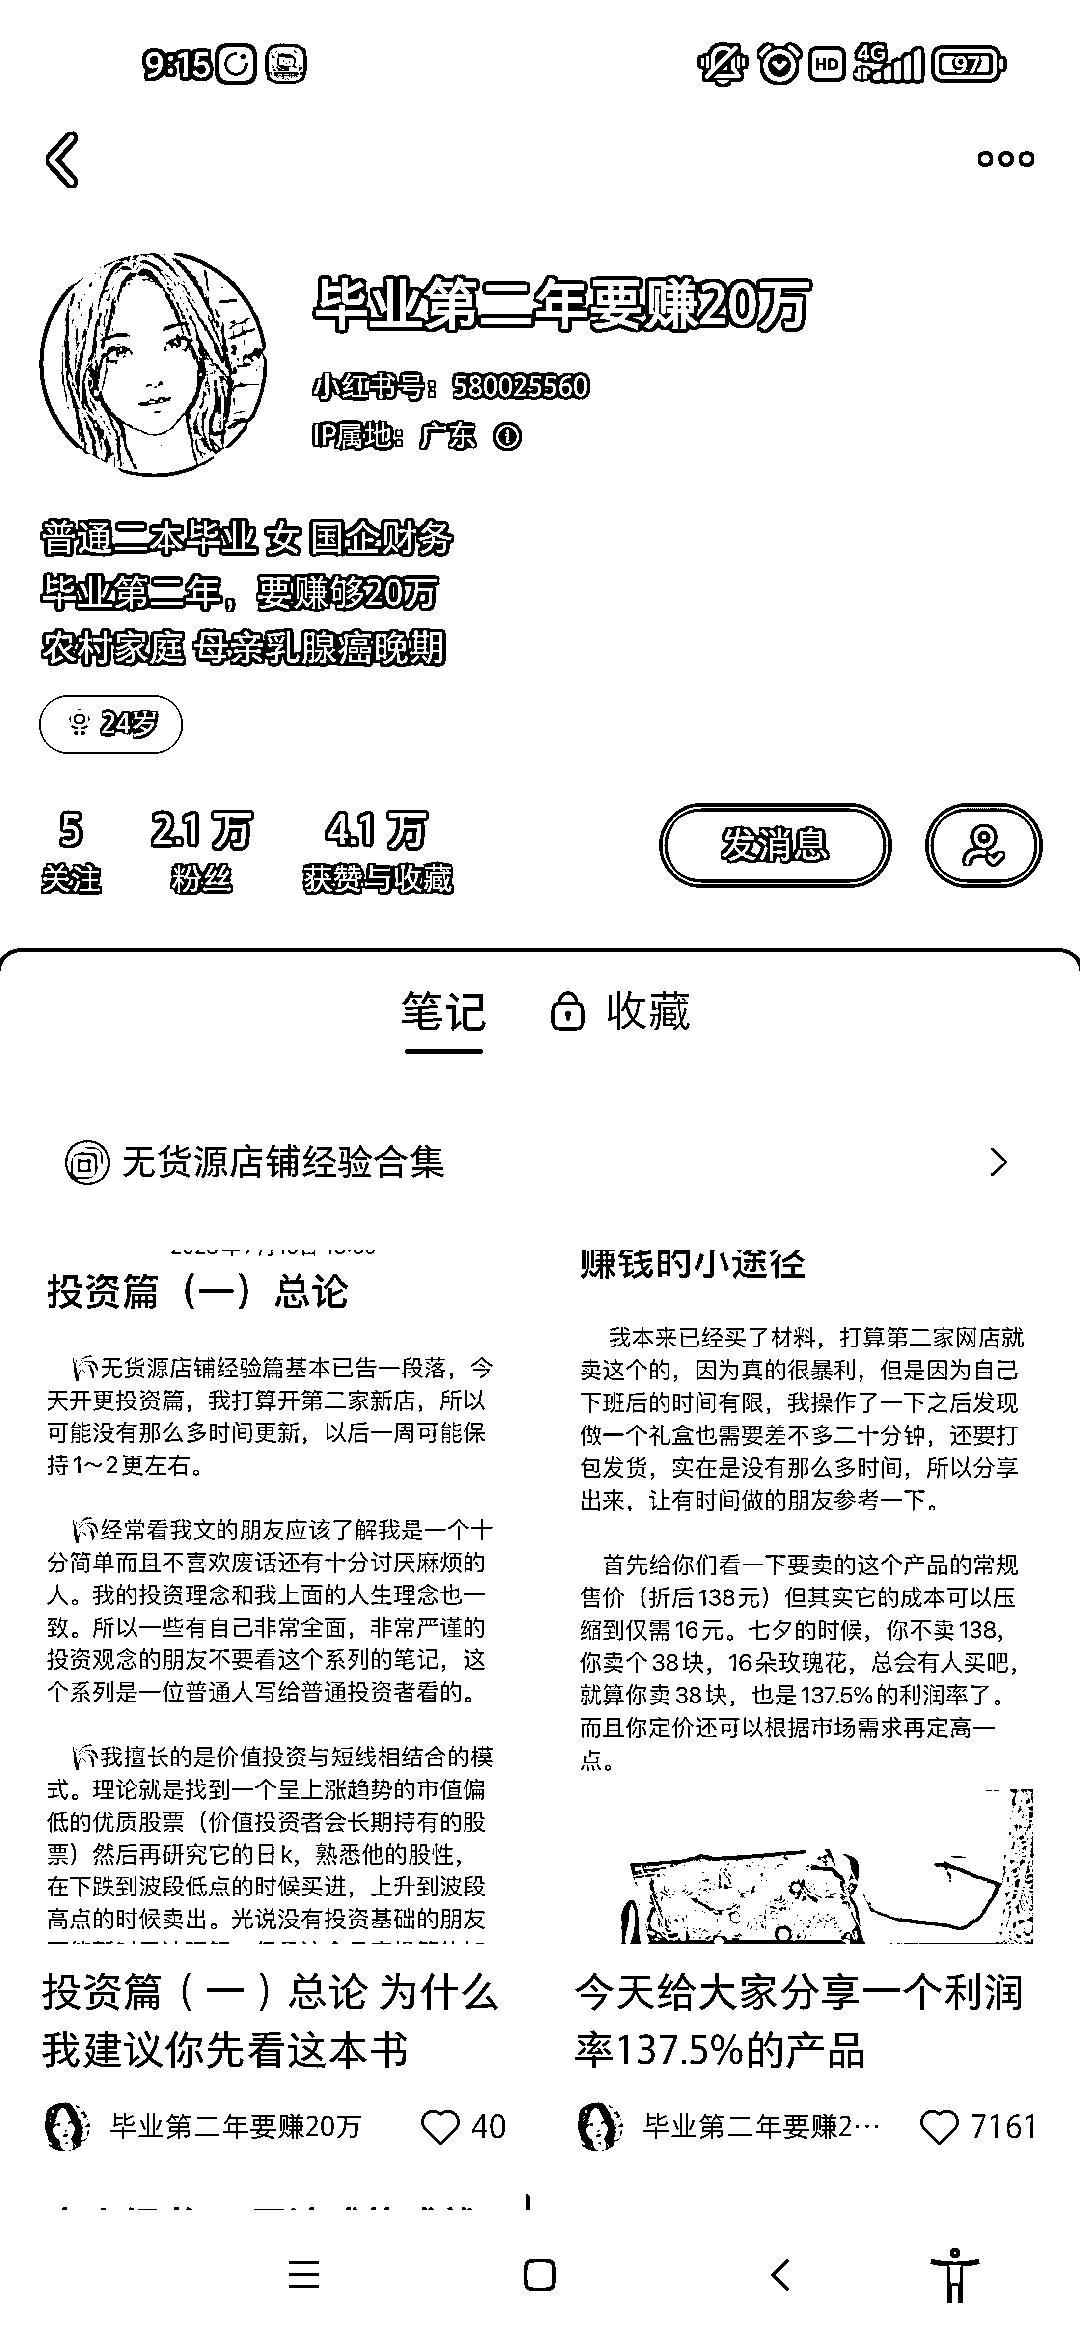 9:15
HD
4G
97
毕业第二年要赚20万
小红书号：580025560
IP属地：广东
普通二本毕业 女 国企财务
毕业第二年，要赚够20万
农村家庭 母亲乳腺癌晚期
24岁
5
2.1 万
4.1 万
关注
粉丝
获赞与收藏
发消息
笔记
收藏
无货源店铺经验合集
投资篇（一）总论
无货源店铺经验篇基本已告一段落，今
天开更投资篇，我打算开第二家新店，所以
可能没有那么多时间更新，以后一周可能保
持1～2更左右。
经常看我文的朋友应该了解我是一个十
分简单而且不喜欢废话还有十分讨厌麻烦的
人。我的投资理念和我上面的人生理念也一
致。所以一些有自己非常全面，非常严谨的
投资观念的朋友不要看这个系列的笔记，这
个系列是一位普通人写给普通投资者看的。
我擅长的是价值投资与短线相结合的模
式。理论就是找到一个呈上涨趋势的市值偏
低的优质股票（价值投资者会长期持有的股
票）然后再研究它的日k，熟悉他的股性，
在下跌到波段低点的时候买进，上升到波段
高点的时候卖出。光说没有投资基础的朋友
投资篇（一）总论 为什么
我建议你先看这本书
毕业第二年要赚20万
40
赚钱的小途径
我本来已经买了材料，打算第二家网店就
卖这个的，因为真的很暴利，但是因为自己
下班后的时间有限，我操作了一下之后发现
做一个礼盒也需要差不多二十分钟，还要打
包发货，实在是没有那么多时间，所以分享
出来，让有时间做的朋友参考一下。
首先给你们看一下要卖的这个产品的常规
售价（折后138元）但其实它的成本可以压
缩到仅需16元。七夕的时候，你不卖138，
你卖个38块，16朵玫瑰花，总会有人买吧，
就算你卖38块，也是137.5%的利润率了。
而且你定价还可以根据市场需求再定高一
点。
今天给大家分享一个利润
率137.5%的产品
毕业第二年要赚2…
7161